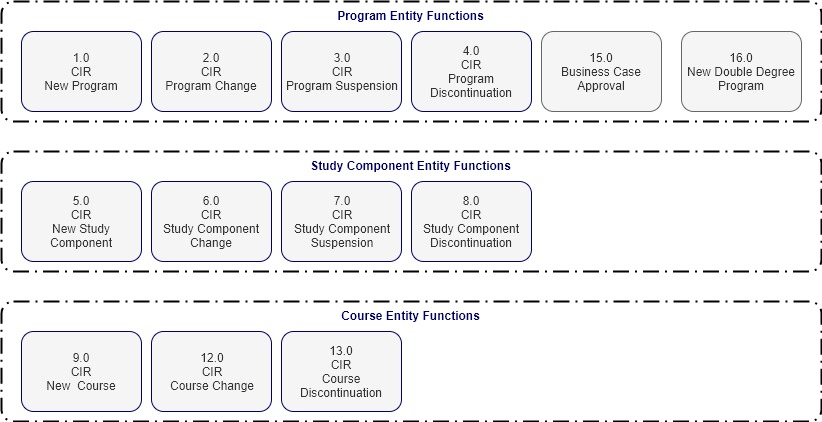 Program Entity Functions
1.0
CIR
New Program
2.0
CIR
Program Change
3.0
CIR
Program Suspension
4.0
CIR
Program
Discontinuation
15.0
Business Case
Approval
16.0
New Double Degree
Program
Study Component Entity Functions
5.0
CIR
New Study
Component
6.0
CIR
Study Component
Change
7.0
CIR
Study Component
Suspension
8.0
CIR
Study Component
Discontinuation
Course Entity Functions
9.0
CIR
New  Course
12.0
CIR
Course Change
13.0
CIR
Course
Discontinuation